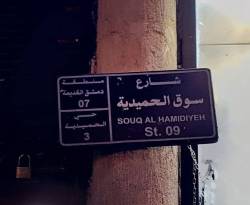 شارع
سوق الحميدية
SOUQ AL HAMIDIYEH
St. 09
منطقة
دمشق القديمة
07
حي
الحميدية
3